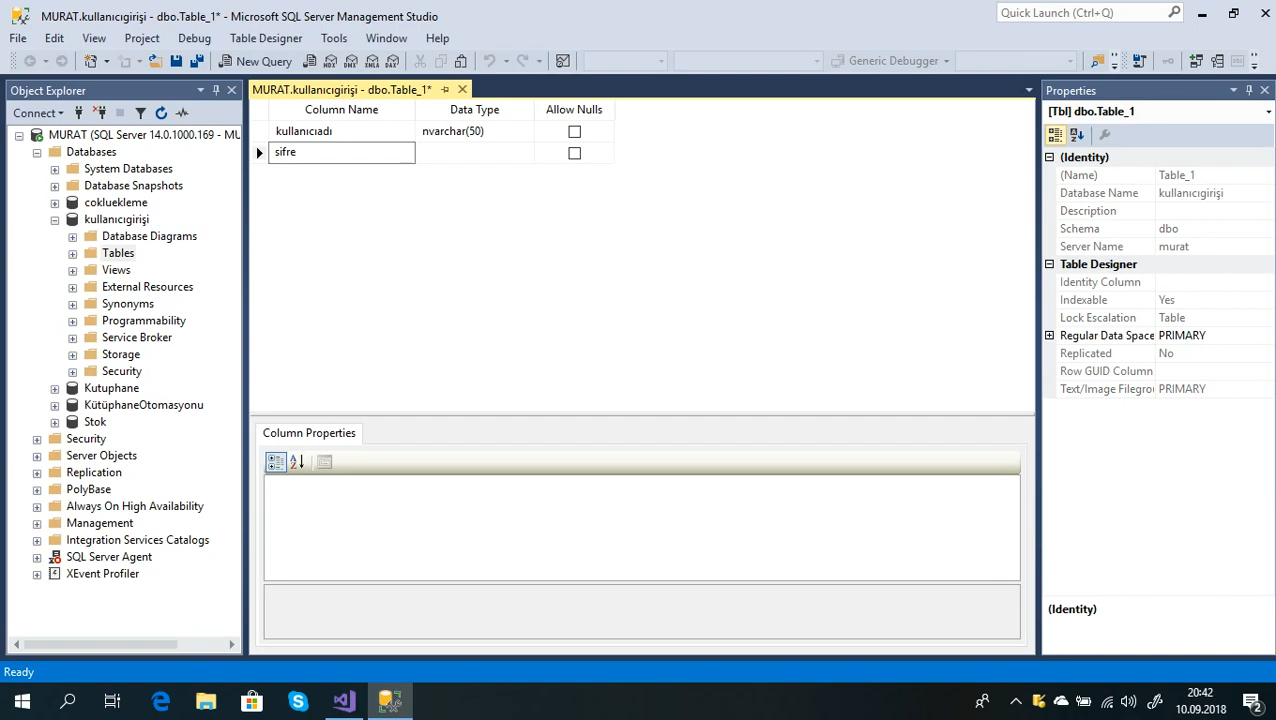 MURAT.kullanıcıgirişi - dbo.Table_1* - Microsoft SQL Server Management Studio
Quick Launch (Ctrl+Q)
File Edit View Project Debug Table Designer Tools Window Help
New Query
MDX DMX XMLA DAX
Generic Debugger
Object Explorer
Connect
MURAT (SQL Server 14.0.1000.169 - MU
Databases
System Databases
Database Snapshots
cokluekleme
kullanıcıgirişi
Database Diagrams
Tables
Views
External Resources
Synonyms
Programmability
Service Broker
Storage
Security
Kutuphane
KütüphaneOtomasyonu
Stok
Security
Server Objects
Replication
PolyBase
Always On High Availability
Management
Integration Services Catalogs
SQL Server Agent
XEvent Profiler
MURAT.kullanıcıgirişi - dbo.Table_1*
Column Name Data Type Allow Nulls
kullanıcıadı nvarchar(50)
sifre
Column Properties
Properties
[Tbl] dbo.Table_1
(Identity)
(Name) Table_1
Database Name kullanıcıgirişi
Description
Schema dbo
Server Name murat
Table Designer
Identity Column
Indexable Yes
Lock Escalation Table
Regular Data Space PRIMARY
Replicated No
Row GUID Column
Text/Image Filegro PRIMARY
(Identity)
Ready
20:42
10.09.2018
2